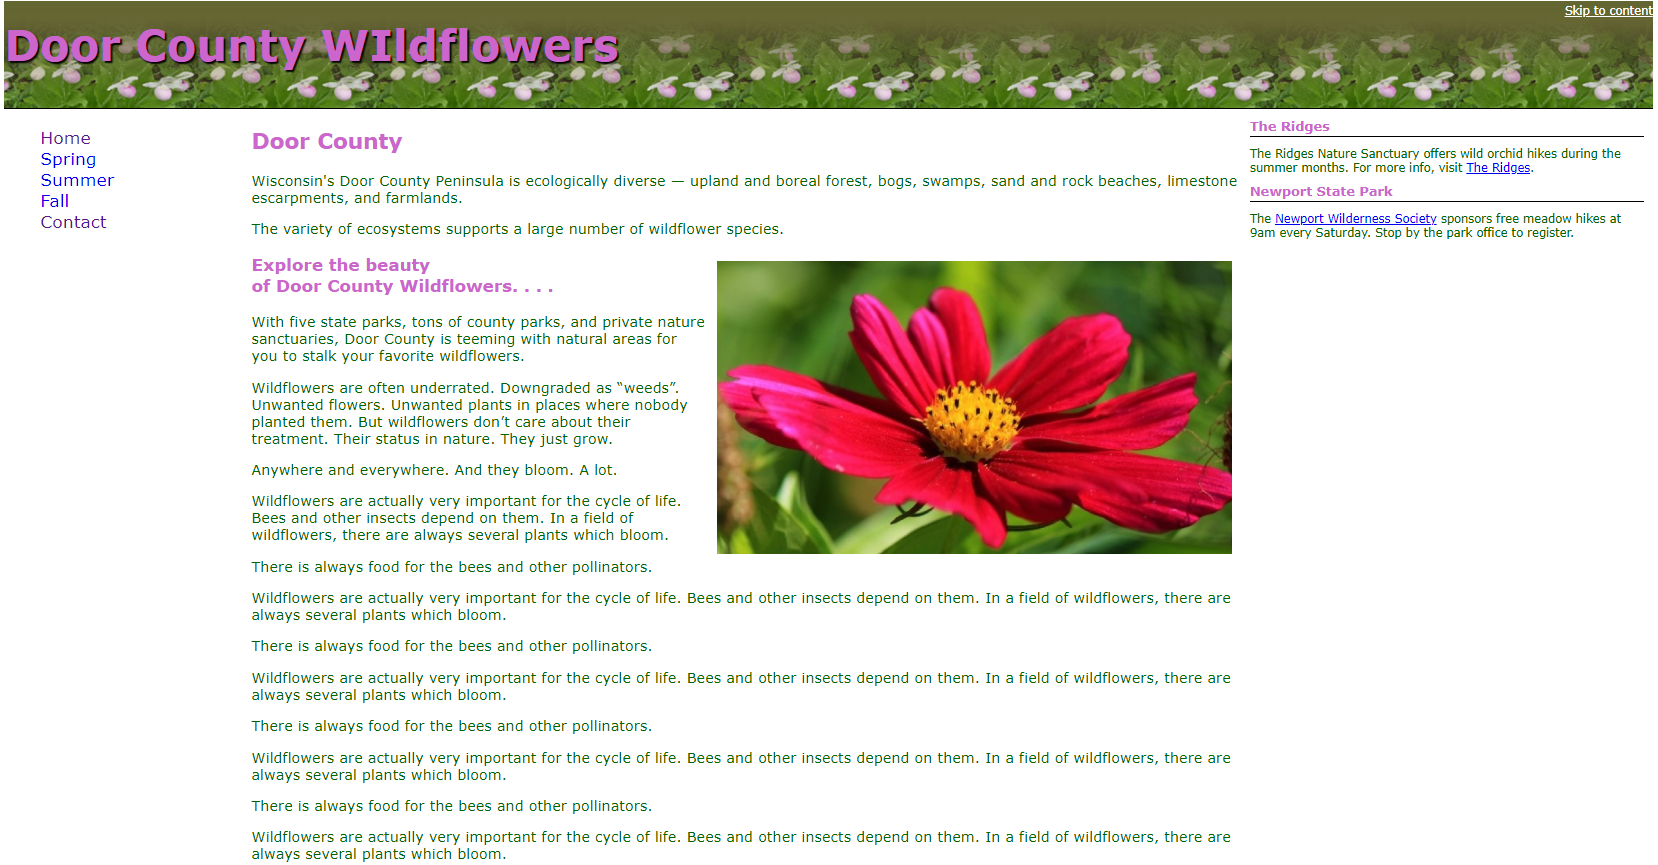 Skip to content
Door County WIldflowers
Home
Spring
Summer
Fall
Contact
Door County
Wisconsin's Door County Peninsula is ecologically diverse — upland and boreal forest, bogs, swamps, sand and rock beaches, limestone
escarpments, and farmlands.
The variety of ecosystems supports a large number of wildflower species.
Explore the beauty
of Door County Wildflowers. . . .
With five state parks, tons of county parks, and private nature
sanctuaries, Door County is teeming with natural areas for
you to stalk your favorite wildflowers.
Wildflowers are often underrated. Downgraded as “weeds”.
Unwanted flowers. Unwanted plants in places where nobody
planted them. But wildflowers don’t care about their
treatment. Their status in nature. They just grow.
Anywhere and everywhere. And they bloom. A lot.
Wildflowers are actually very important for the cycle of life.
Bees and other insects depend on them. In a field of
wildflowers, there are always several plants which bloom.
There is always food for the bees and other pollinators.
Wildflowers are actually very important for the cycle of life. Bees and other insects depend on them. In a field of wildflowers, there are
always several plants which bloom.
There is always food for the bees and other pollinators.
Wildflowers are actually very important for the cycle of life. Bees and other insects depend on them. In a field of wildflowers, there are
always several plants which bloom.
There is always food for the bees and other pollinators.
Wildflowers are actually very important for the cycle of life. Bees and other insects depend on them. In a field of wildflowers, there are
always several plants which bloom.
There is always food for the bees and other pollinators.
Wildflowers are actually very important for the cycle of life. Bees and other insects depend on them. In a field of wildflowers, there are
always several plants which bloom.
The Ridges
The Ridges Nature Sanctuary offers wild orchid hikes during the
summer months. For more info, visit The Ridges.
Newport State Park
The Newport Wilderness Society sponsors free meadow hikes at
9am every Saturday. Stop by the park office to register.